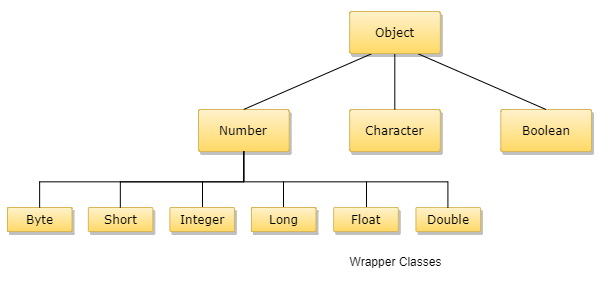 Object
Number
Character
Boolean
Byte
Short
Integer
Long
Float
Double
Wrapper Classes